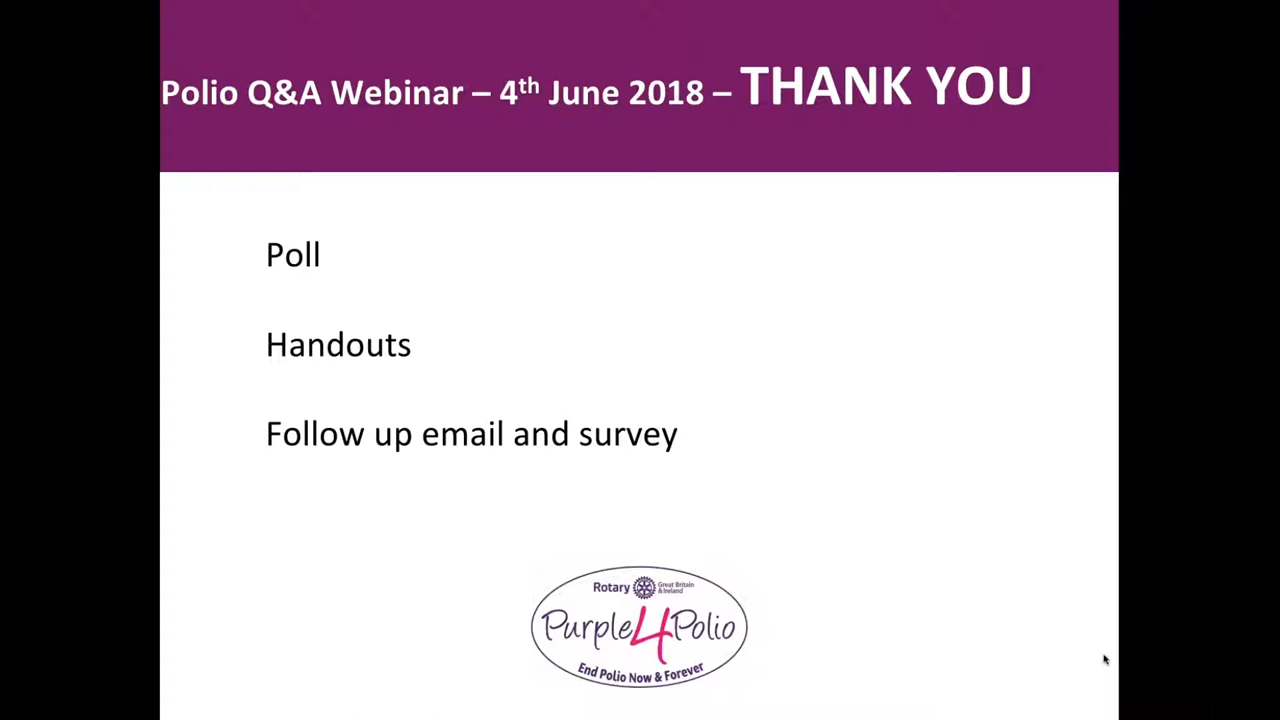 Polio Q&A Webinar – 4th June 2018 – THANK YOU
Poll
Handouts
Follow up email and survey
Rotary Great Britain & Ireland
Purple4Polio
End Polio Now & Forever